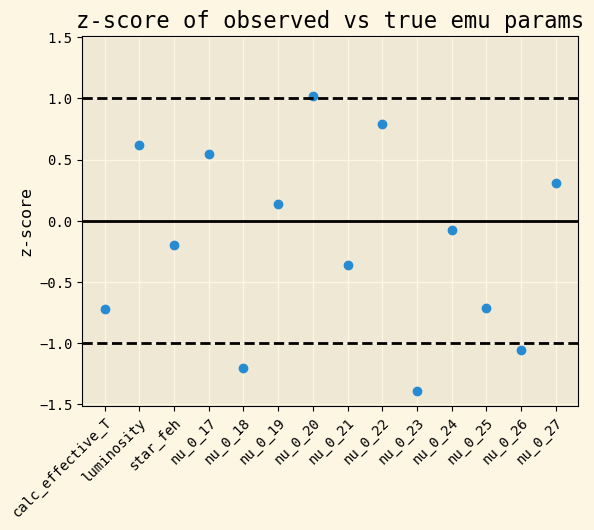 z-score of observed vs true emu params
z-score
1.5
1.0
0.5
0.0
−0.5
−1.0
−1.5
calc_effective_T
luminosity
star_feh
nu_0_17
nu_0_18
nu_0_19
nu_0_20
nu_0_21
nu_0_22
nu_0_23
nu_0_24
nu_0_25
nu_0_26
nu_0_27